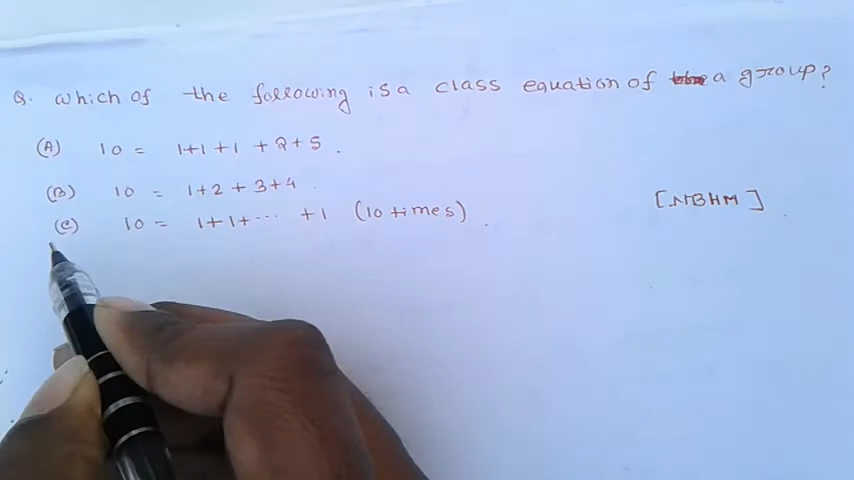 Q. Which of the following is a class equation of a group?
(A) 10 = 1+1+1+2+5.
(B) 10 = 1+2+3+4.
(C) 10 = 1+1+... +1 (10 times).
[NBHM]